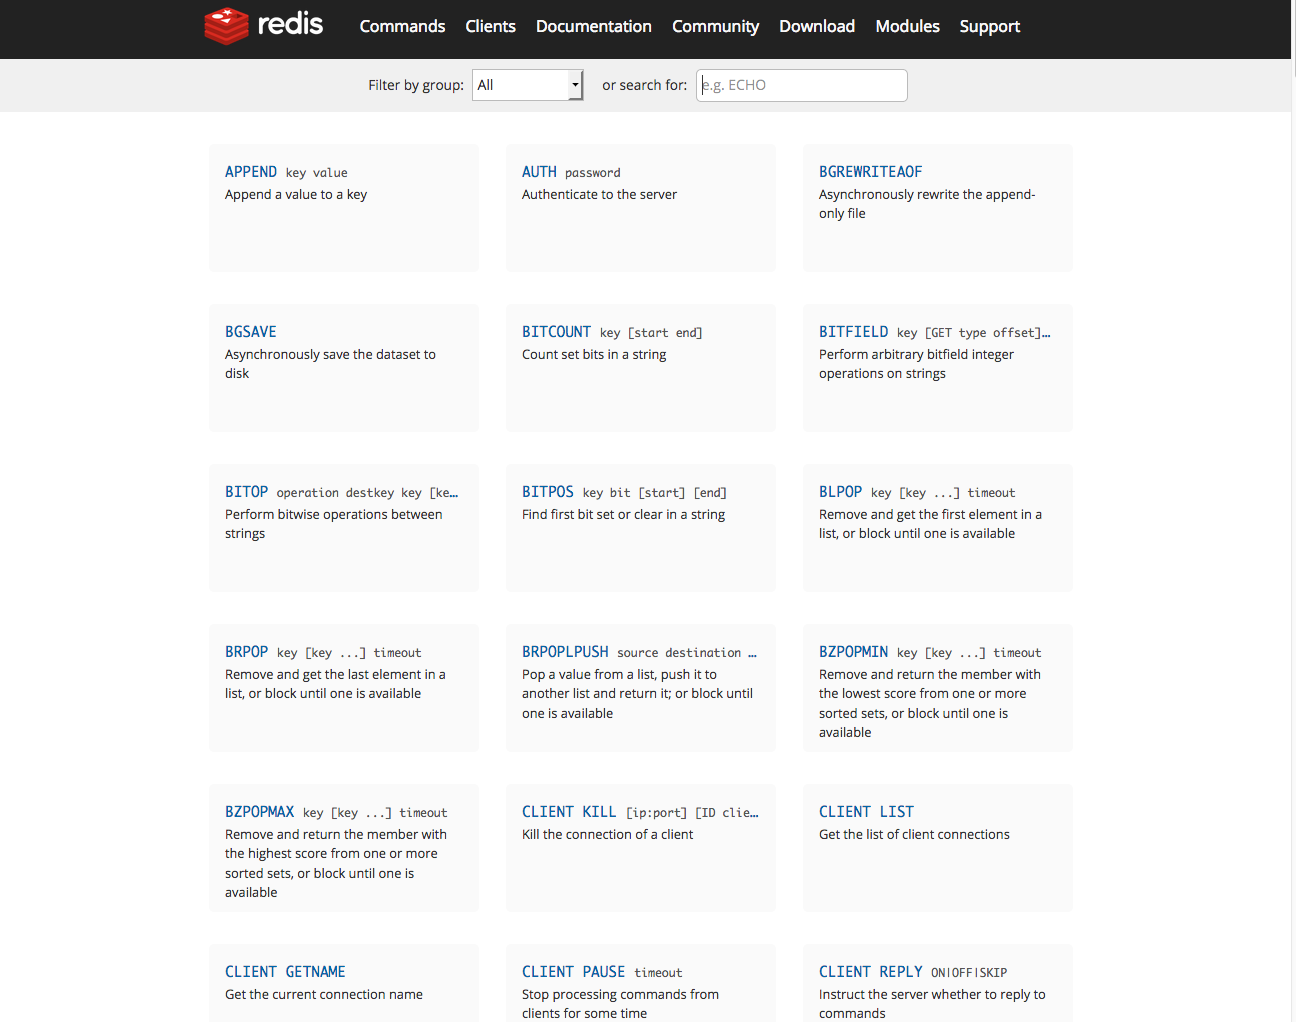 redis Commands Clients Documentation Community Download Modules Support
Filter by group: All or search for: e.g. ECHO
APPEND key value
Append a value to a key
AUTH password
Authenticate to the server
BGREWRITEAOF
Asynchronously rewrite the append-
only file
BGSAVE
Asynchronously save the dataset to
disk
BITCOUNT key [start end]
Count set bits in a string
BITFIELD key [GET type offset]…
Perform arbitrary bitfield integer
operations on strings
BITOP operation destkey key [ke…
Perform bitwise operations between
strings
BITPOS key bit [start] [end]
Find first bit set or clear in a string
BLPOP key [key ...] timeout
Remove and get the first element in a
list, or block until one is available
BRPOP key [key ...] timeout
Remove and get the last element in a
list, or block until one is available
BRPOPLPUSH source destination …
Pop a value from a list, push it to
another list and return it; or block until
one is available
BZPOPMIN key [key ...] timeout
Remove and return the member with
the lowest score from one or more
sorted sets, or block until one is
available
BZPOPMAX key [key ...] timeout
Remove and return the member with
the highest score from one or more
sorted sets, or block until one is
available
CLIENT KILL [ip:port] [ID clie…
Kill the connection of a client
CLIENT LIST
Get the list of client connections
CLIENT GETNAME
Get the current connection name
CLIENT PAUSE timeout
Stop processing commands from
clients for some time
CLIENT REPLY ON|OFF|SKIP
Instruct the server whether to reply to
commands